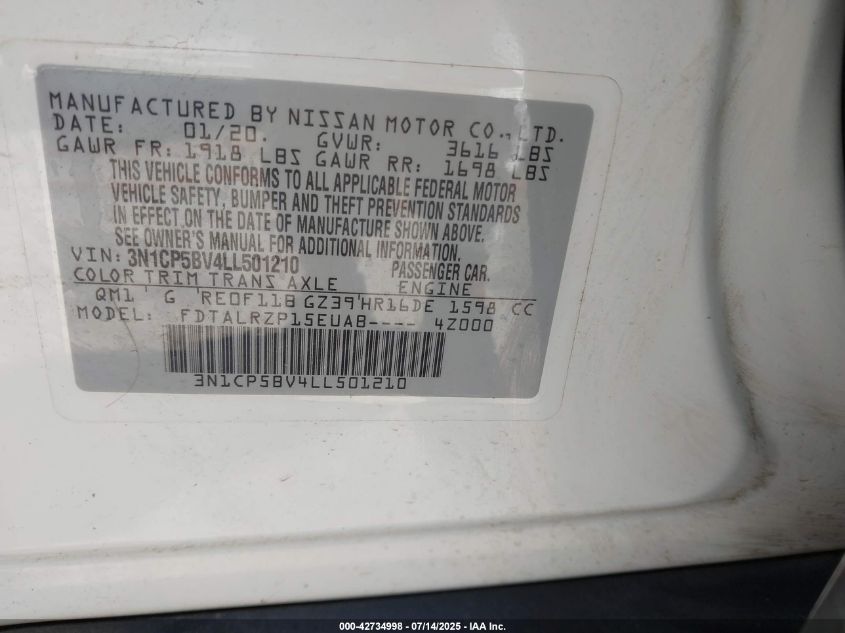 MANUFACTURED BY NISSAN MOTOR CO.,LTD.
DATE: 01/20. GVWR: 3616 LBS
GAWR FR: 1918 LBS GAWR RR: 1698 LBS
THIS VEHICLE CONFORMS TO ALL APPLICABLE FEDERAL MOTOR
VEHICLE SAFETY, BUMPER AND THEFT PREVENTION STANDARDS
IN EFFECT ON THE DATE OF MANUFACTURE SHOWN ABOVE.
SEE OWNER'S MANUAL FOR ADDITIONAL INFORMATION.
VIN: 3N1CP5BV4LL501210 PASSENGER CAR.
COLOR TRIM TRANS AXLE ENGINE
QM1 ' G 'RE0F11B GZ39'HR16DE 1598 CC
MODEL: FDTALRZP15EUAB---- 4Z000
3N1CP5BV4LL501210
000-42734998 - 07/14/2025 - IAA Inc.